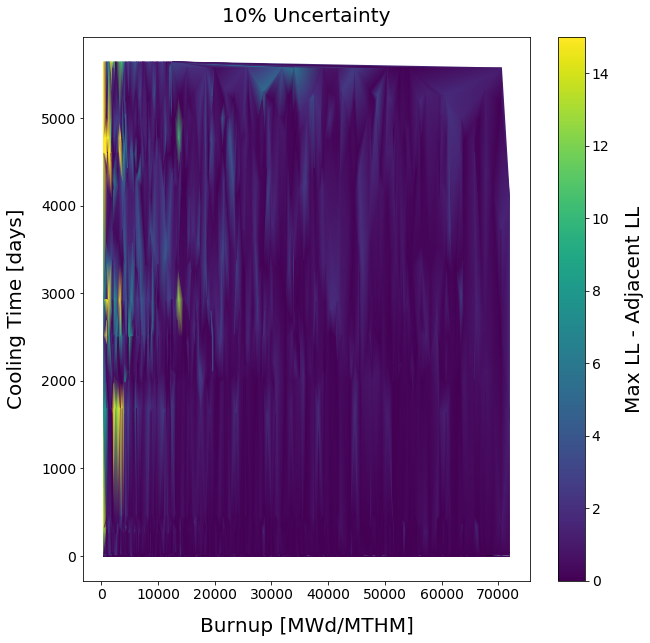 10% Uncertainty
Cooling Time [days]
5000
4000
3000
2000
1000
0
0 10000 20000 30000 40000 50000 60000 70000
Burnup [MWd/MTHM]
14
12
10
8
6
4
2
0
Max LL - Adjacent LL